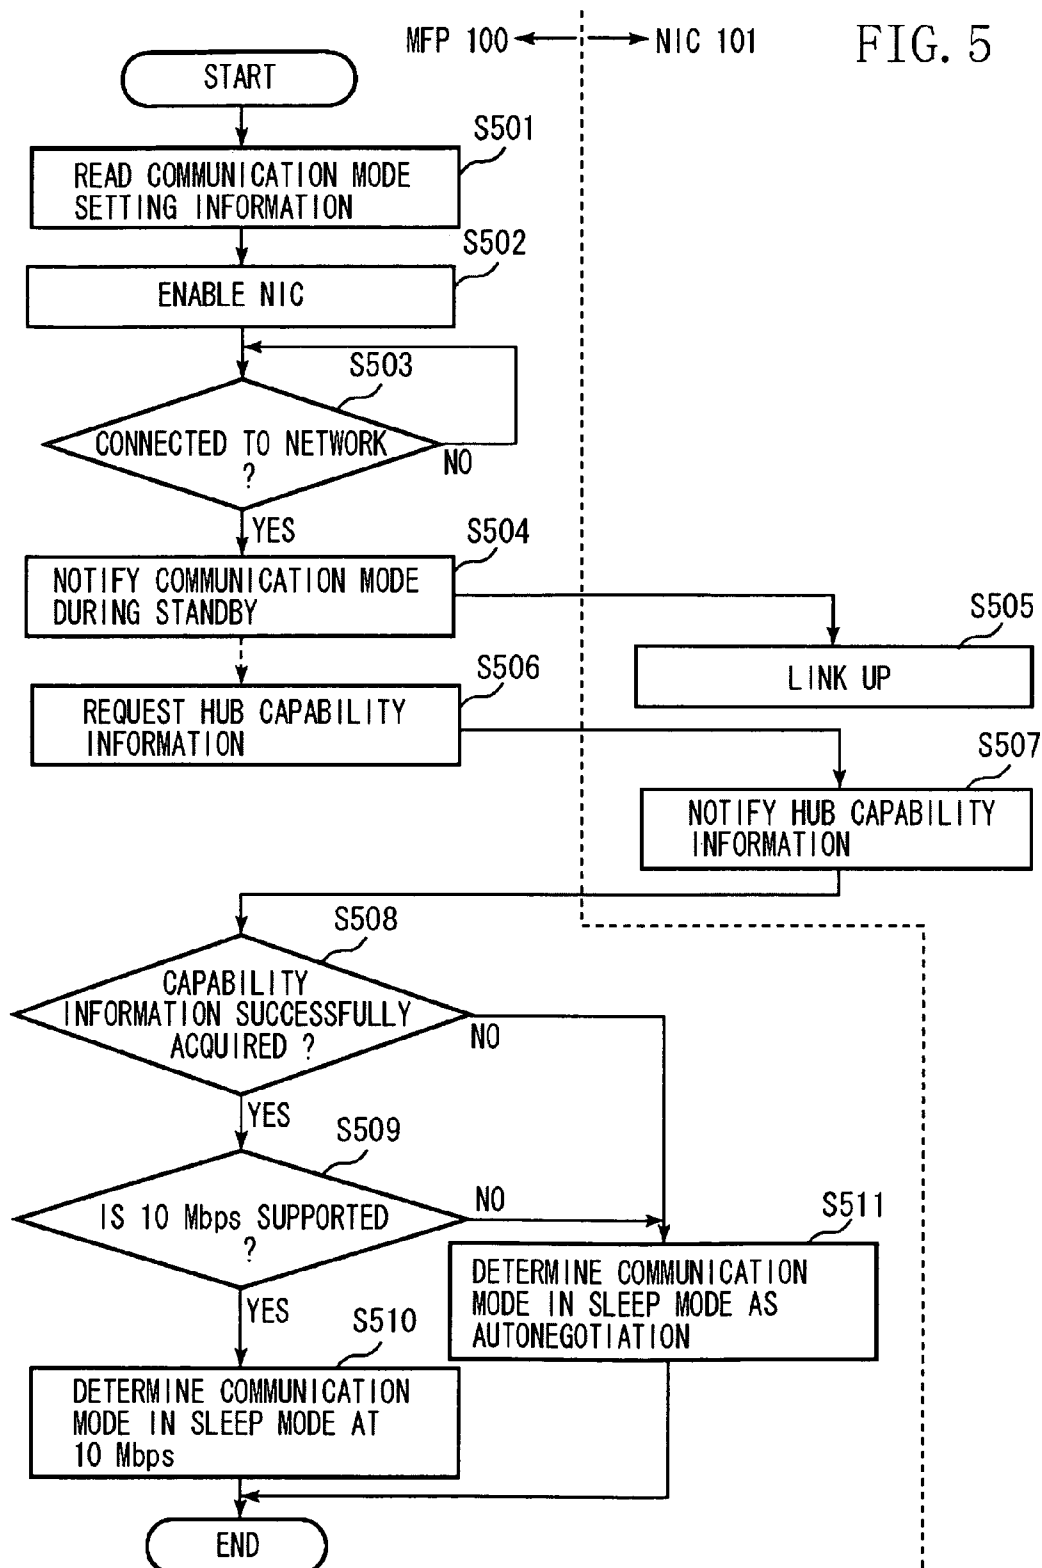 MFP 100
NIC 101
FIG. 5
START
S501
READ COMMUNICATION MODE
SETTING INFORMATION
S502
ENABLE NIC
S503
CONNECTED TO NETWORK
?
NO
YES
S504
NOTIFY COMMUNICATION MODE
DURING STANDBY
S505
LINK UP
S506
REQUEST HUB CAPABILITY
INFORMATION
S507
NOTIFY HUB CAPABILITY
INFORMATION
S508
CAPABILITY
INFORMATION SUCCESSFULLY
ACQUIRED ?
NO
YES
S509
IS 10 Mbps SUPPORTED
?
NO
YES
S511
DETERMINE COMMUNICATION
MODE IN SLEEP MODE AS
AUTONEGOTIATION
S510
DETERMINE COMMUNICATION
MODE IN SLEEP MODE AT
10 Mbps
END